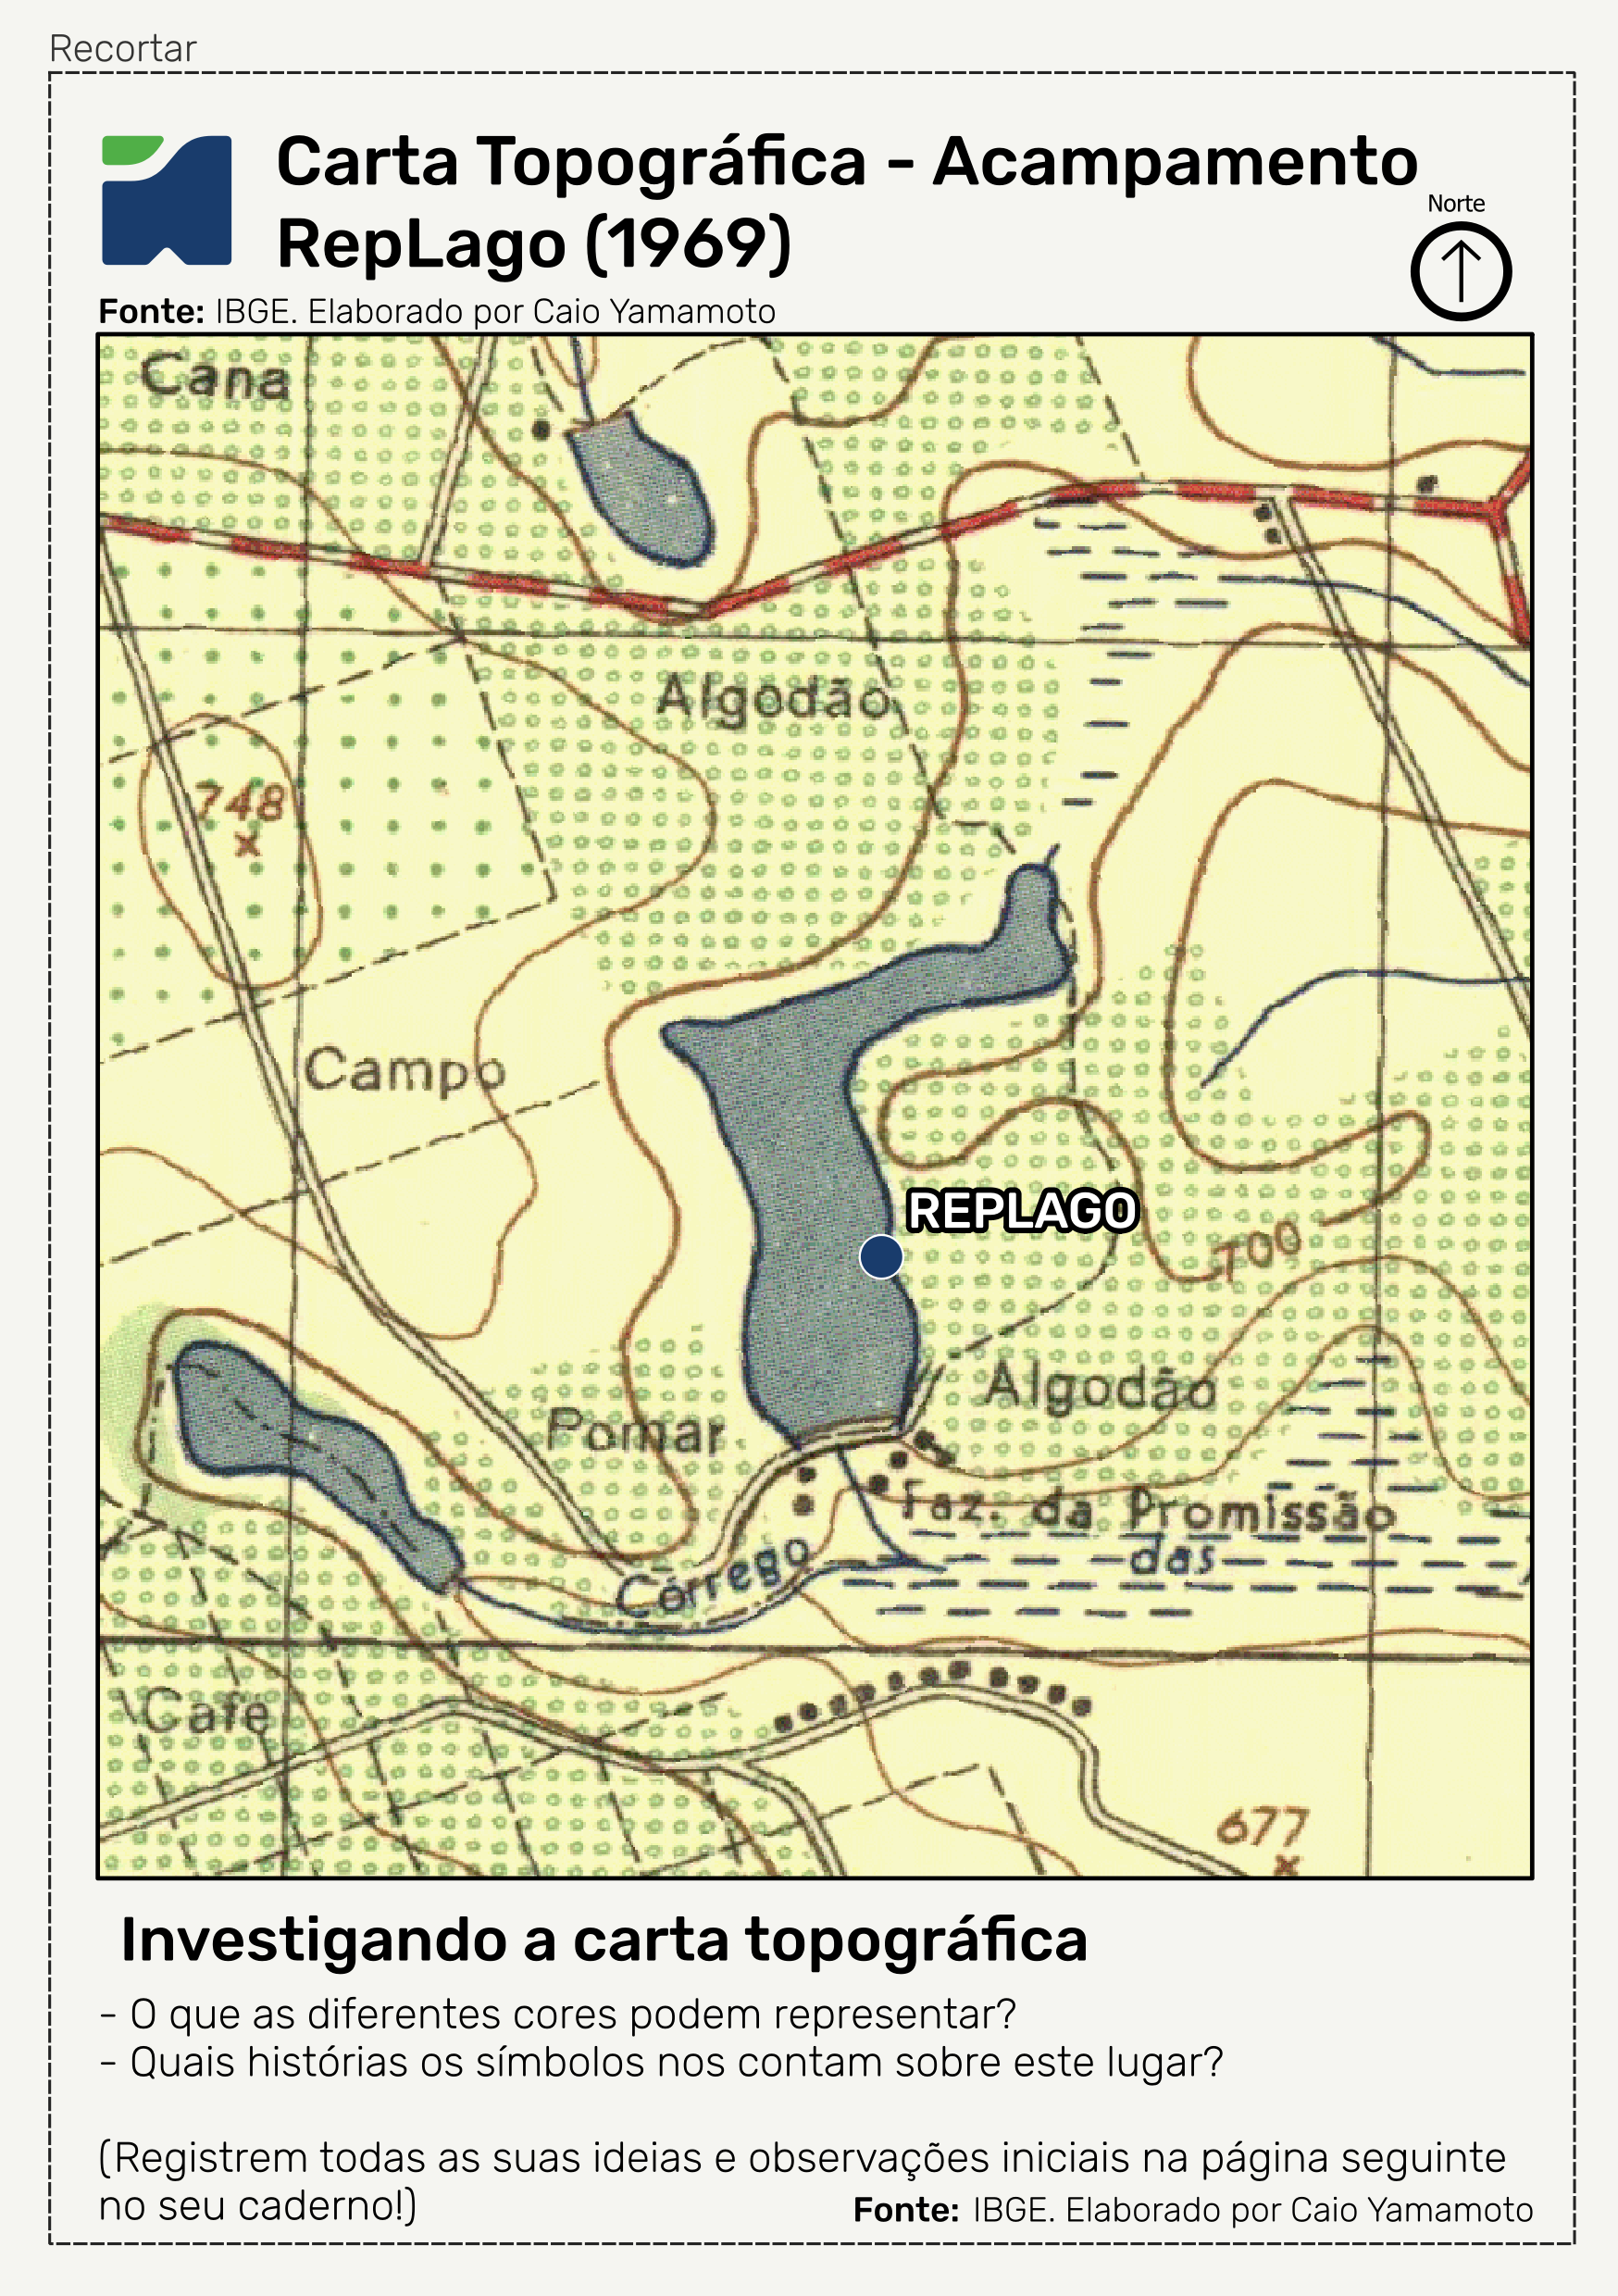 Recortar
Carta Topográfica - Acampamento
RepLago (1969)
Norte
Fonte: IBGE. Elaborado por Caio Yamamoto
Cana
Algodão
748
Campo
REPLAGO
700
Algodão
Pomar
Faz. da Promissão
Córrego
das
Café
677
Investigando a carta topográfica
- O que as diferentes cores podem representar?
- Quais histórias os símbolos nos contam sobre este lugar?
(Registrem todas as suas ideias e observações iniciais na página seguinte
no seu caderno!)
Fonte: IBGE. Elaborado por Caio Yamamoto